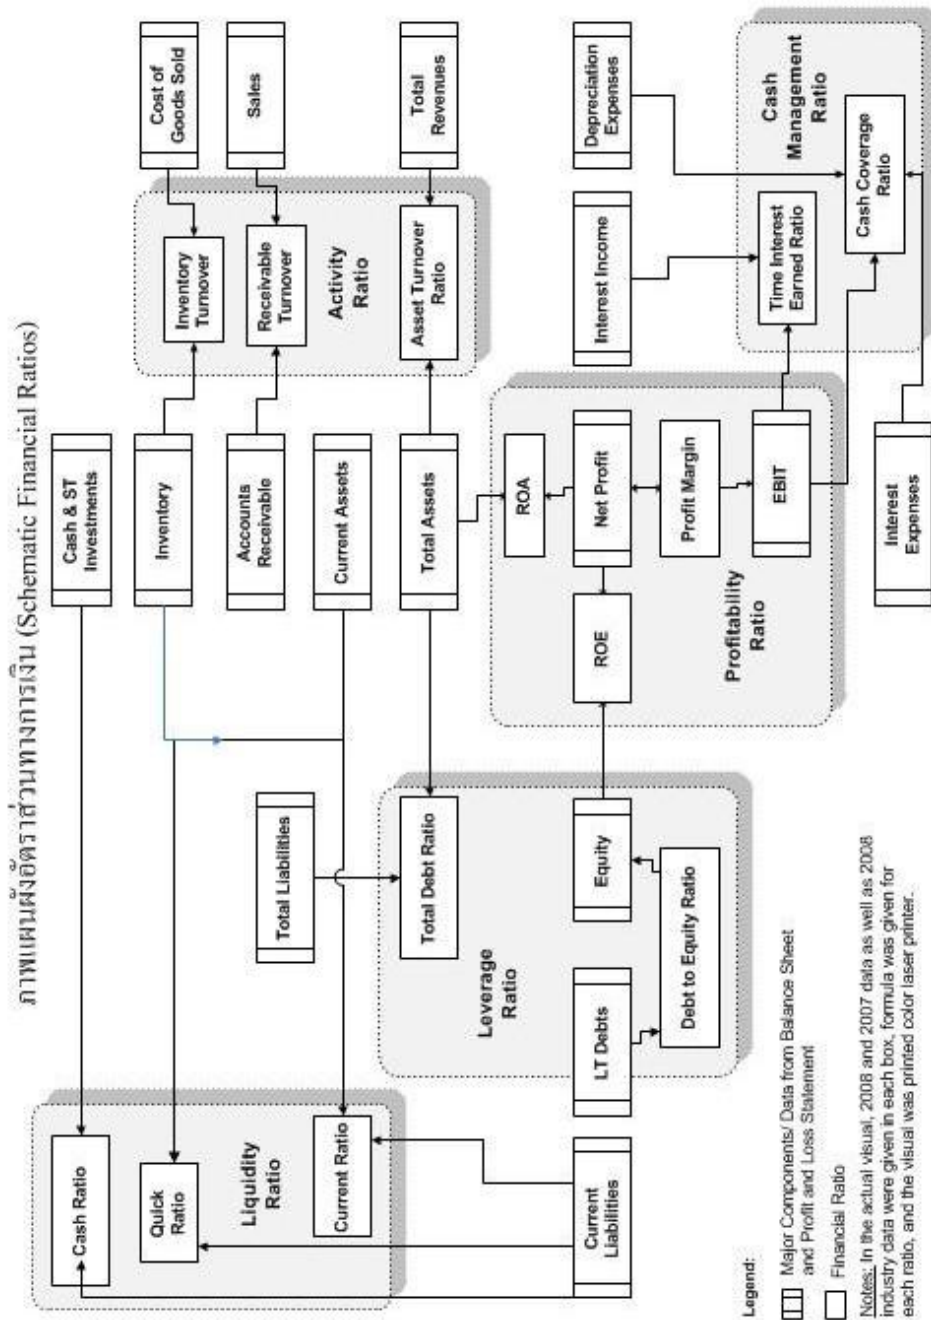 ภาพแผนผังอัตราส่วนทางการเงิน (Schematic Financial Ratios)
Cash Ratio
Quick
Ratio
Liquidity
Ratio
Current Ratio
Current
Liabilities
Cash & ST
Investments
Inventory
Accounts
Receivable
Current Assets
Total Assets
Total Liabilities
Total Debt Ratio
Leverage
Ratio
LT Debts
Equity
Debt to Equity Ratio
Cost of
Goods Sold
Sales
Total
Revenues
Inventory
Turnover
Receivable
Turnover
Activity
Ratio
Asset Turnover
Ratio
ROA
Net Profit
Profit Margin
EBIT
ROE
Profitability
Ratio
Interest Income
Depreciation
Expenses
Interest
Expenses
Cash
Management
Ratio
Time Interest
Earned Ratio
Cash Coverage
Ratio
Legend:
Major Components/ Data from Balance Sheet
and Profit and Loss Statement
Financial Ratio
Notes: In the actual visual, 2008 and 2007 data as well as 2008
industry data were given in each box, formula was given for
each ratio, and the visual was printed color laser printer.